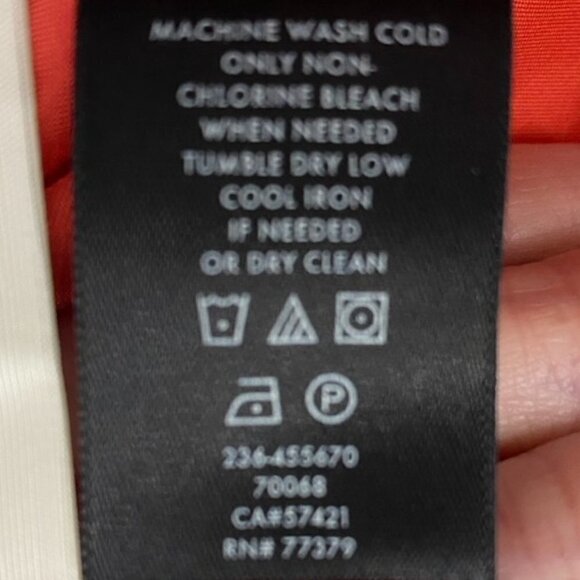 MACHINE WASH COLD
ONLY NON-
CHLORINE BLEACH
WHEN NEEDED
TUMBLE DRY LOW
COOL IRON
IF NEEDED
OR DRY CLEAN
P
236-455670
70068
CA#57421
RN# 77379